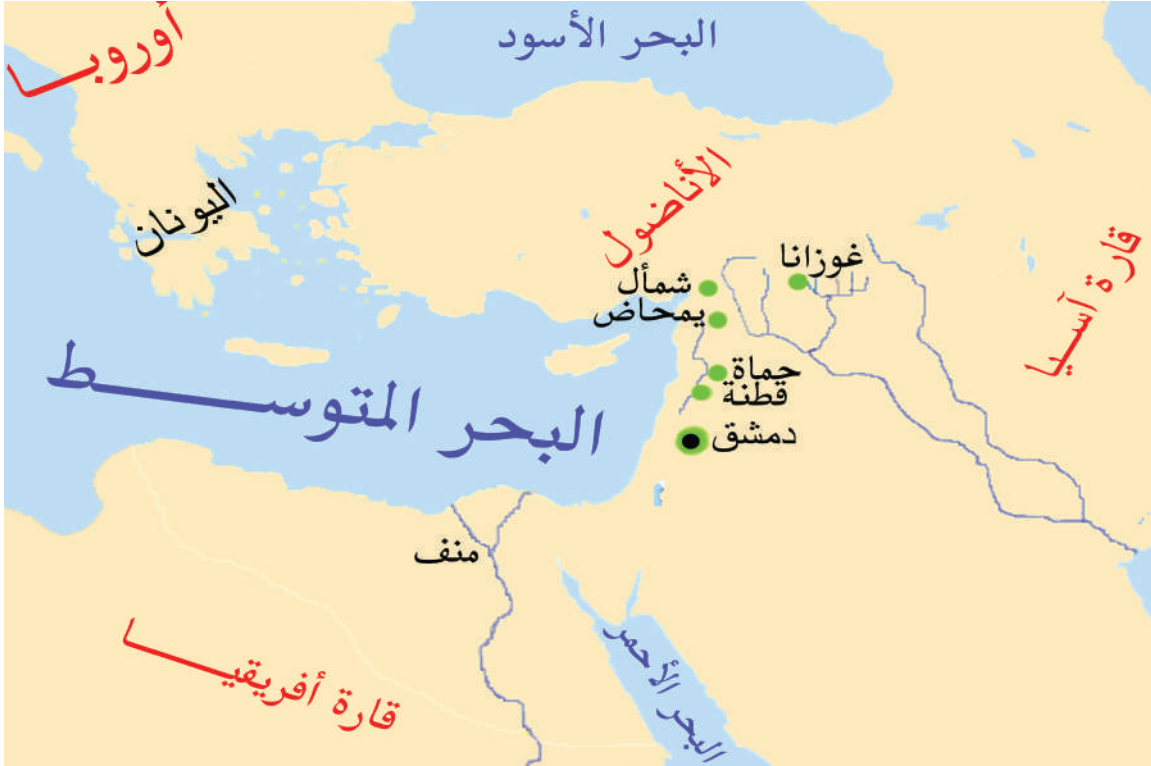 أوروبا
البحر الأسود
الأناضول
اليونان
قارة آسيا
غوزانا
شمأل
يمحاض
حماة
قطنة
البحر المتوسط
دمشق
منف
البحر الأحمر
قارة أفريقيا